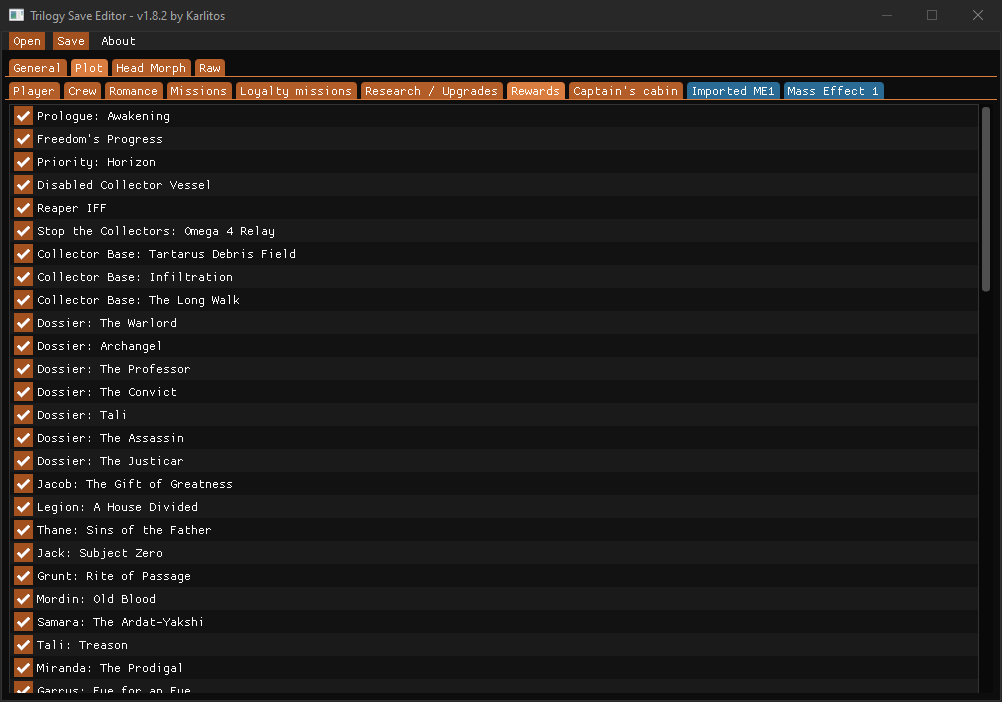 Trilogy Save Editor - v1.8.2 by Karlitos
Open Save About
General Plot Head Morph Raw
Player Crew Romance Missions Loyalty missions Research / Upgrades Rewards Captain's cabin Imported ME1 Mass Effect 1
Prologue: Awakening
Freedom's Progress
Priority: Horizon
Disabled Collector Vessel
Reaper IFF
Stop the Collectors: Omega 4 Relay
Collector Base: Tartarus Debris Field
Collector Base: Infiltration
Collector Base: The Long Walk
Dossier: The Warlord
Dossier: Archangel
Dossier: The Professor
Dossier: The Convict
Dossier: Tali
Dossier: The Assassin
Dossier: The Justicar
Jacob: The Gift of Greatness
Legion: A House Divided
Thane: Sins of the Father
Jack: Subject Zero
Grunt: Rite of Passage
Mordin: Old Blood
Samara: The Ardat-Yakshi
Tali: Treason
Miranda: The Prodigal
Garrus: Eye for an Eye